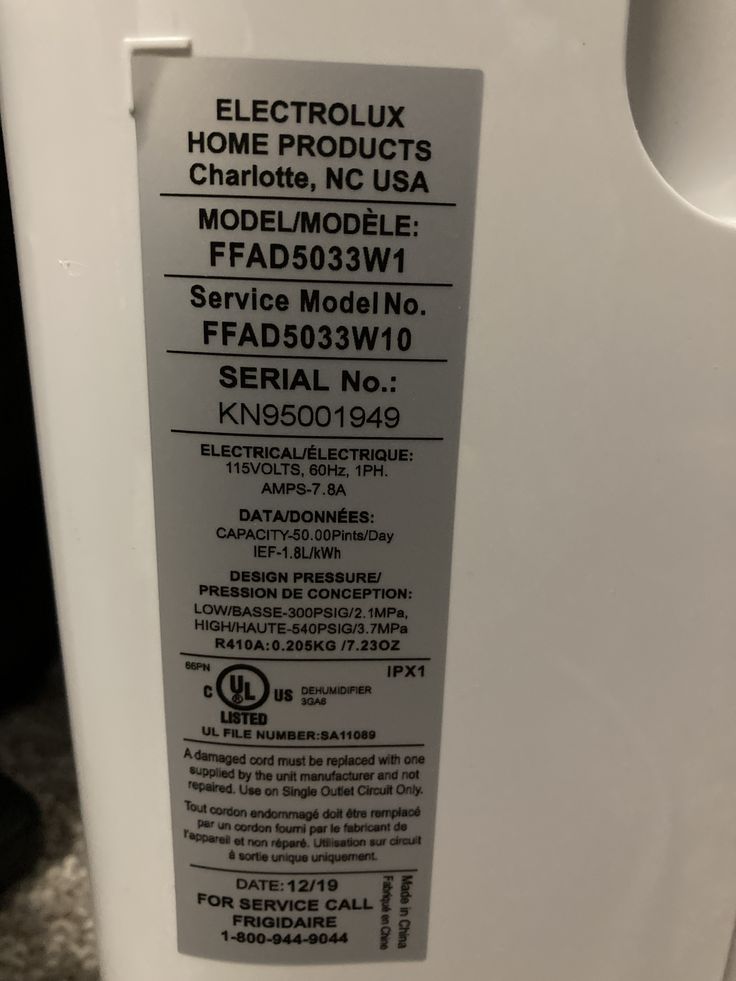 ELECTROLUX
HOME PRODUCTS
Charlotte, NC USA
MODEL/MODÈLE:
FFAD5033W1
Service Model No.
FFAD5033W10
SERIAL No.:
KN95001949
ELECTRICAL/ÉLECTRIQUE:
115VOLTS, 60Hz, 1PH.
AMPS-7.8A
DATA/DONNÉES:
CAPACITY-50.00Pints/Day
IEF-1.8L/kWh
DESIGN PRESSURE/
PRESSION DE CONCEPTION:
LOW/BASSE-300PSIG/2.1MPa,
HIGH/HAUTE-540PSIG/3.7MPa
R410A:0.205KG /7.23OZ
66PN IPX1
C UL ® US DEHUMIDIFIER
3GA6
LISTED
UL FILE NUMBER:SA11089
A damaged cord must be replaced with one
supplied by the unit manufacturer and not
repaired. Use on Single Outlet Circuit Only.
Tout cordon endommagé doit être remplacé
par un cordon fourni par le fabricant de
l'appareil et non réparé. Utilisation sur circuit
à sortie unique uniquement.
DATE:12/19
FOR SERVICE CALL
FRIGIDAIRE
1-800-944-9044
Made in China
Fabriqué en Chine